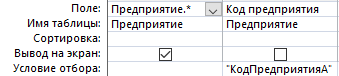 Поле: Предприятие.* Код предприятия
Имя таблицы: Предприятие Предприятие
Сортировка:
Вывод на экран:
Условие отбора: "КодПредприятияА"